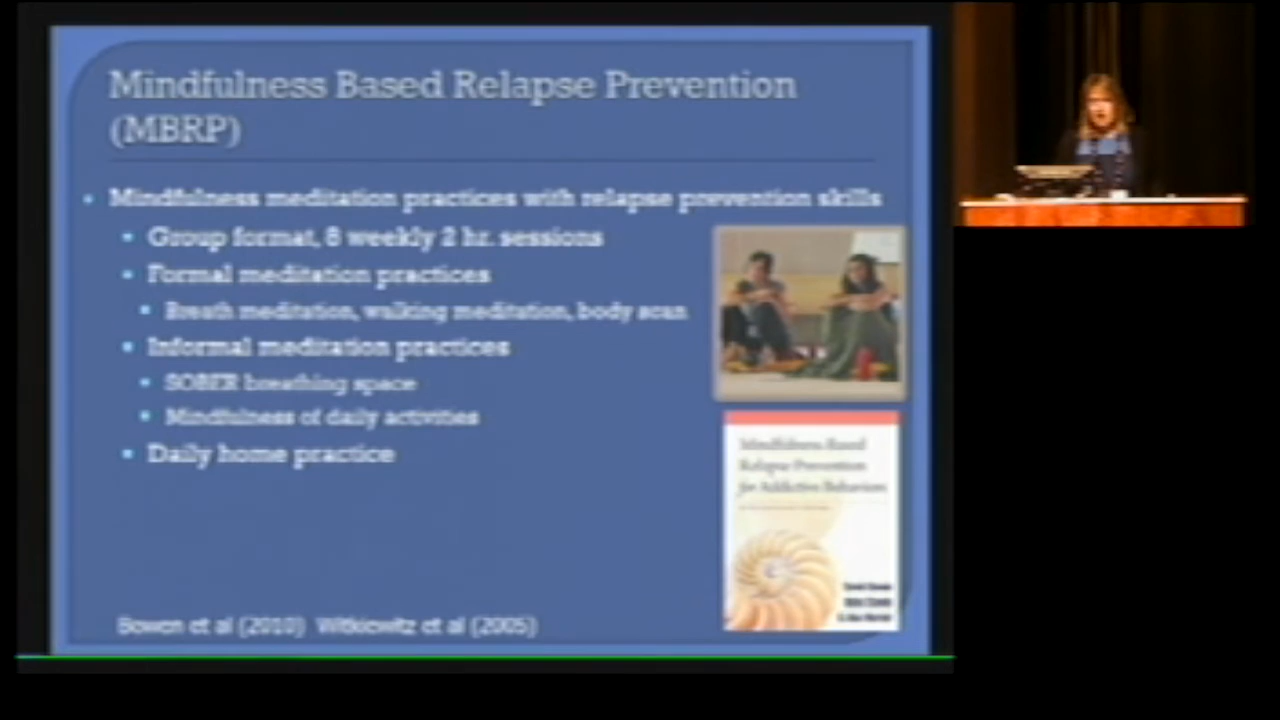 Mindfulness Based Relapse Prevention
(MBRP)
Mindfulness meditation practices with relapse prevention skills
Group format, 8 weekly 2 hr. sessions
Formal meditation practices
Breath meditation, walking meditation, body scan
Informal meditation practices
SOBER breathing space
Mindfulness of daily activities
Daily home practice
Mindfulness-Based
Relapse Prevention
for Addictive Behaviors
Bowen et al (2010) Witkiewitz et al (2005)